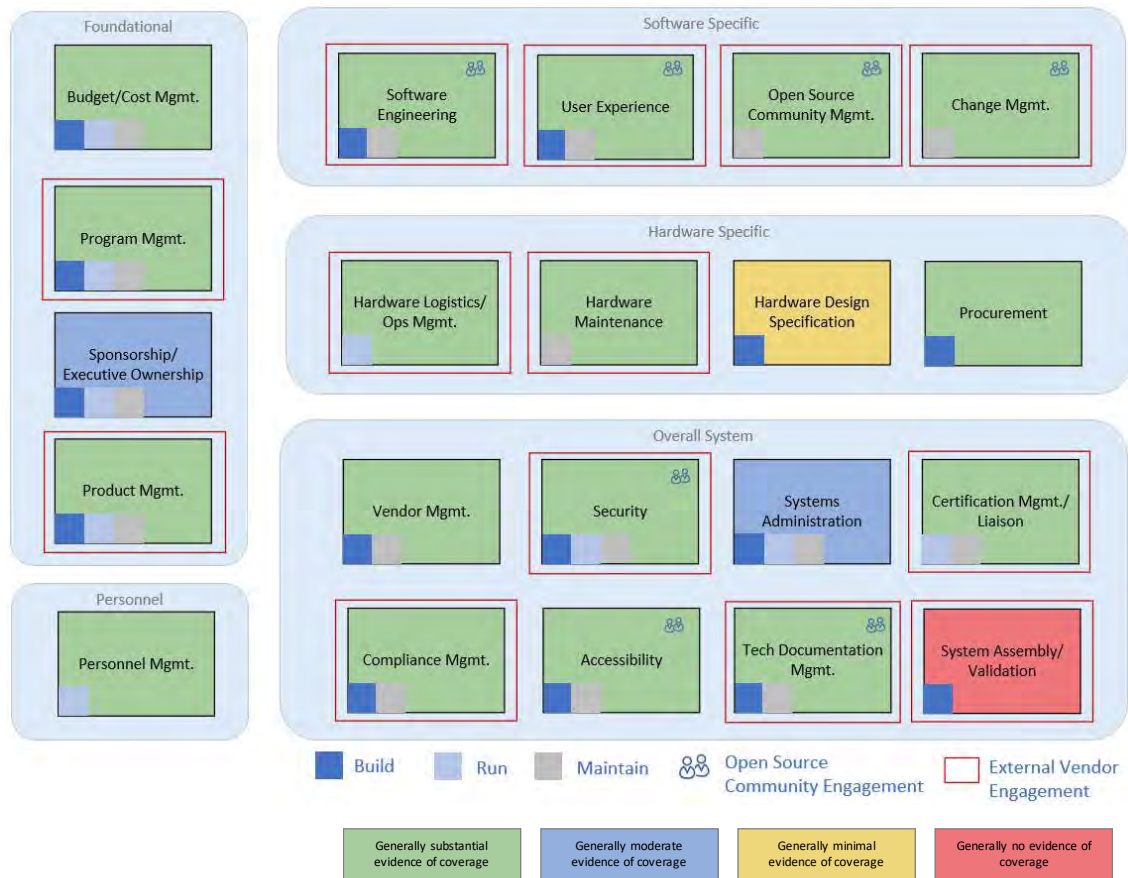 Foundational
Budget/Cost Mgmt.
Program Mgmt.
Sponsorship/
Executive Ownership
Product Mgmt.
Personnel
Personnel Mgmt.
Software Specific
Software
Engineering
User Experience
Open Source
Community Mgmt.
Change Mgmt.
Hardware Specific
Hardware Logistics/
Ops Mgmt.
Hardware
Maintenance
Hardware Design
Specification
Procurement
Overall System
Vendor Mgmt.
Security
Systems
Administration
Certification Mgmt./
Liaison
Compliance Mgmt.
Accessibility
Tech Documentation
Mgmt.
System Assembly/
Validation
Build
Run
Maintain
Open Source
Community Engagement
External Vendor
Engagement
Generally substantial
evidence of coverage
Generally moderate
evidence of coverage
Generally minimal
evidence of coverage
Generally no evidence of
coverage